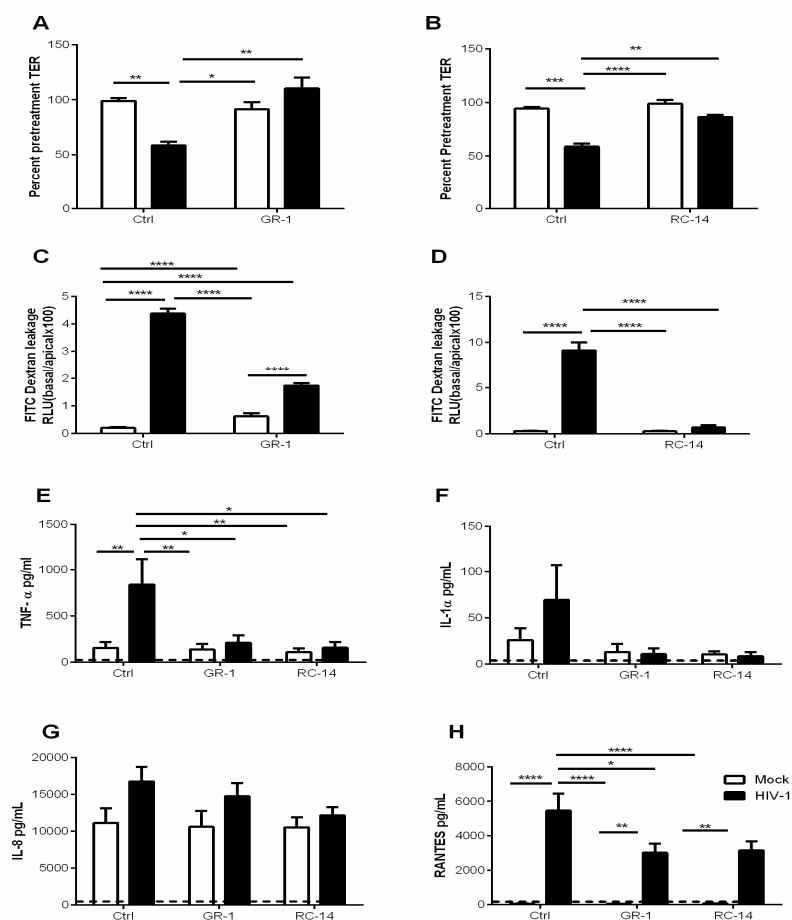 A
Percent pretreatment TER
150
100
50
0
**
**
*
Ctrl
GR-1
B
Percent Pretreatment TER
150
100
50
0
**
****
***
Ctrl
RC-14
C
FITC Dextran leakage
RLU(basal/apicalx100)
5
4
3
2
1
0
****
****
****
****
****
Ctrl
GR-1
D
FITC Dextran leakage
RLU(basal/apicalx100)
15
10
5
0
****
****
****
Ctrl
RC-14
E
TNF- α pg/ml
1500
1000
500
0
*
**
*
**
**
Ctrl
GR-1
RC-14
F
IL-1α pg/mL
150
100
50
0
Ctrl
GR-1
RC-14
G
IL-8 pg/mL
20000
15000
10000
5000
0
Ctrl
GR-1
RC-14
H
RANTES pg/mL
8000
6000
4000
2000
0
****
*
****
****
**
**
Mock
HIV-1
Ctrl
GR-1
RC-14